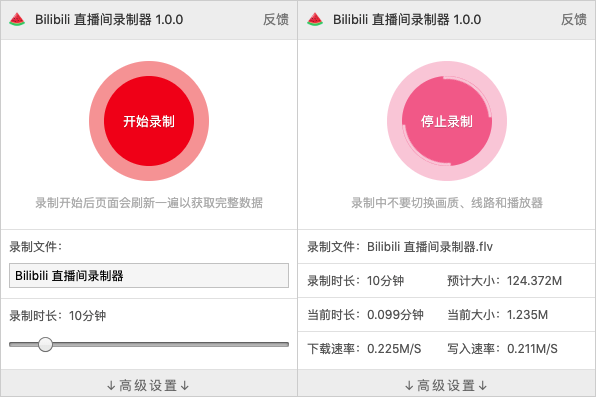 Bilibili 直播间录制器 1.0.0 反馈
开始录制
录制开始后页面会刷新一遍以获取完整数据
录制文件：
Bilibili 直播间录制器
录制时长：10分钟
↓高级设置↓
Bilibili 直播间录制器 1.0.0 反馈
停止录制
录制中不要切换画质、线路和播放器
录制文件：Bilibili 直播间录制器.flv
录制时长：10分钟 预计大小：124.372M
当前时长：0.099分钟 当前大小：1.235M
下载速率：0.225M/S 写入速率：0.211M/S
↓高级设置↓